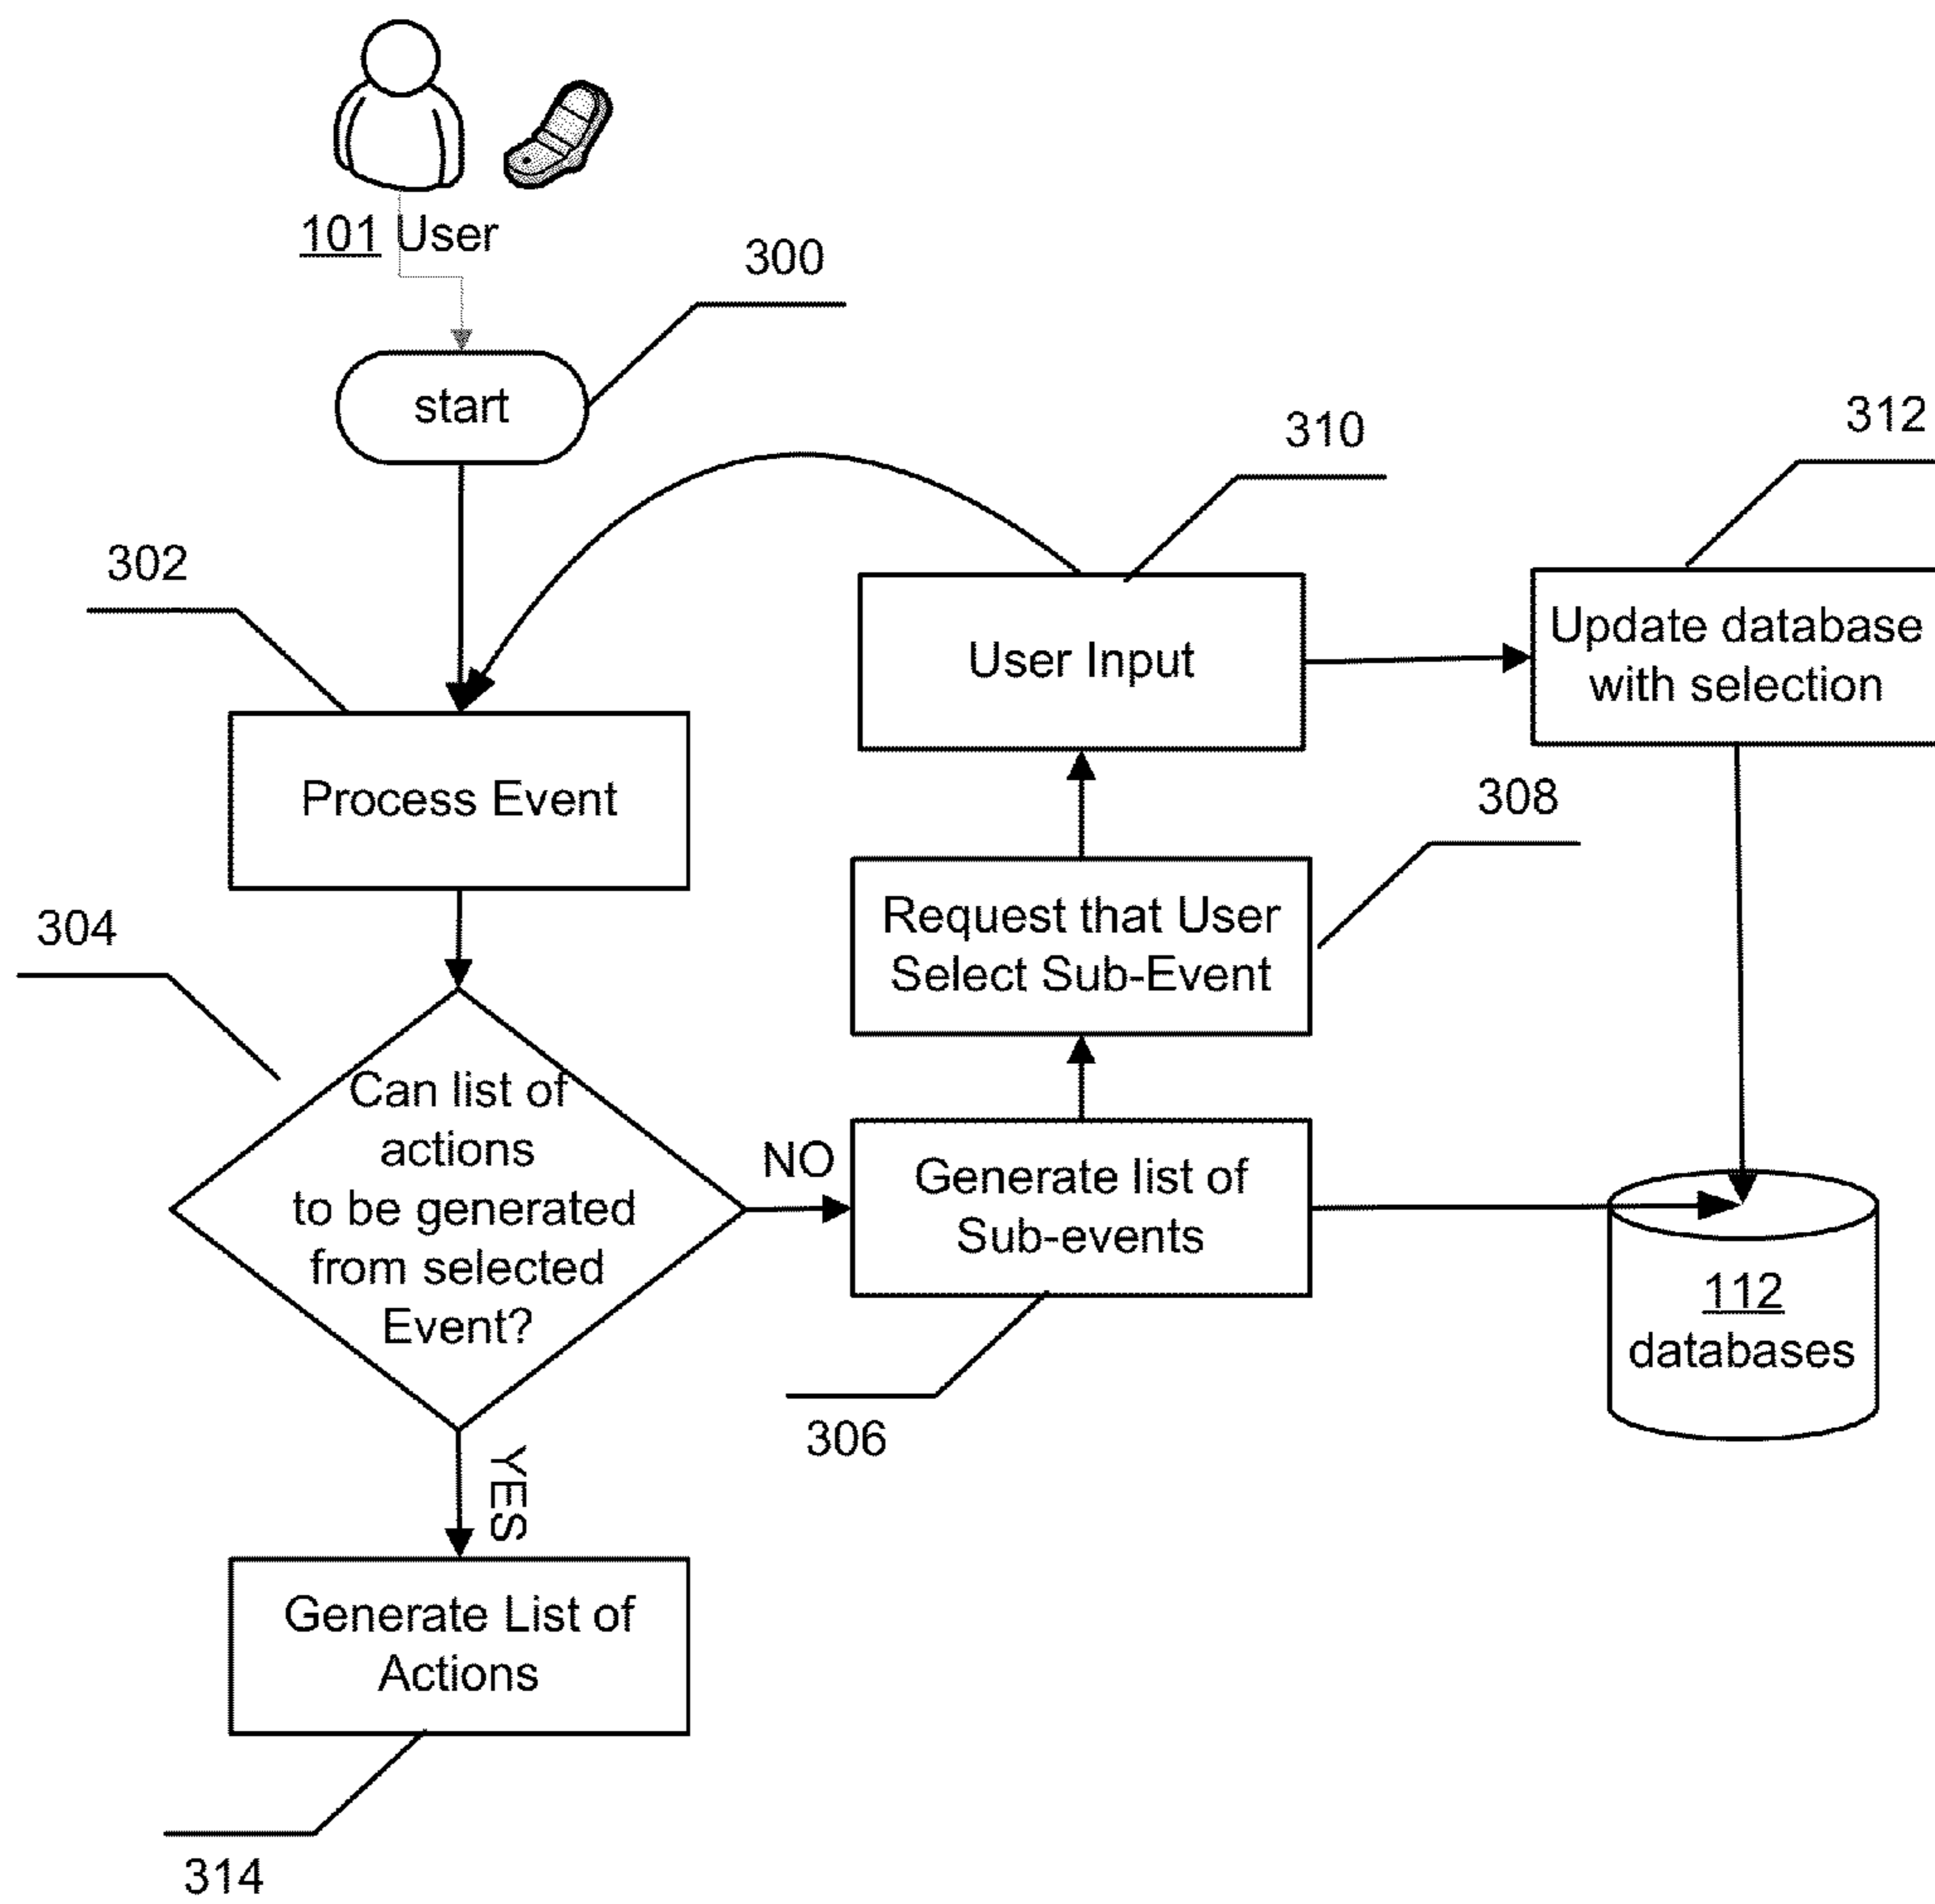 101 User
300
start
310
312
302
User Input
Update database
with selection
Process Event
308
304
Request that User
Select Sub-Event
Can list of
actions
to be generated
from selected
Event?
NO
Generate list of
Sub-events
112
databases
306
YES
Generate List of
Actions
314